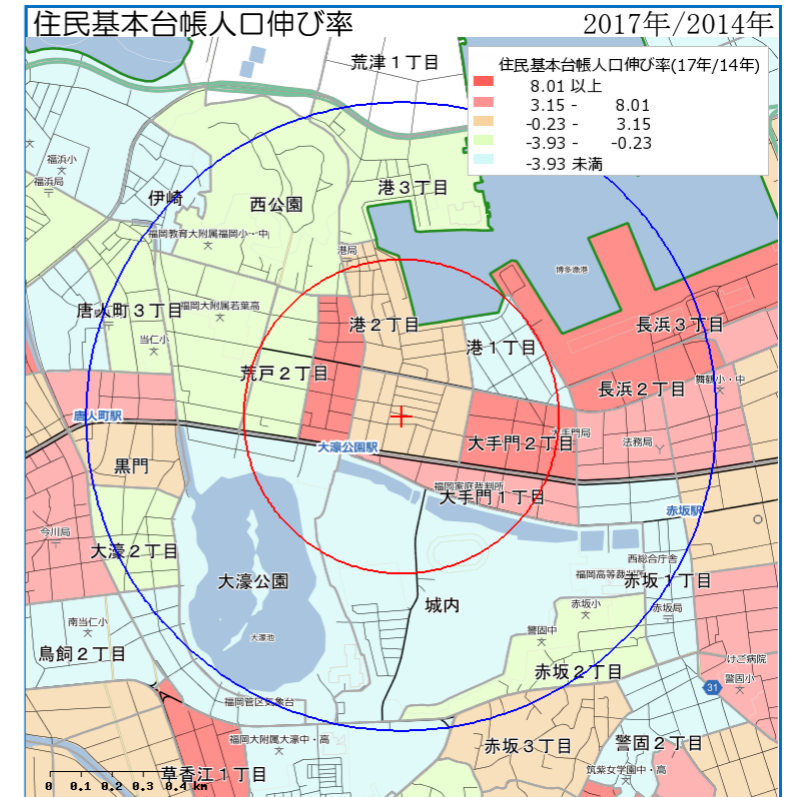 住民基本台帳人口伸び率
2017年/2014年
住民基本台帳人口伸び率(17年/14年)
8.01 以上
3.15 - 8.01
-0.23 - 3.15
-3.93 - -0.23
-3.93 未満
荒津1丁目
福浜小
福浜局
伊崎
西公園
港3丁目
福岡教育大附属福岡小・中
港局
博多漁港
唐人町3丁目
福岡大附属若葉高
当仁小
港2丁目
港1丁目
長浜3丁目
荒戸2丁目
長浜2丁目
舞鶴小・中
唐人町駅
大濠公園駅
大手門2丁目
大手門局
法務局
黒門
福岡家庭裁判所
大手門1丁目
赤坂駅
今川局
大濠2丁目
西総合庁舎
福岡高等裁判所
赤坂1丁目
大濠公園
城内
赤坂小
赤坂局
南当仁小
大濠池
警固中
鳥飼2丁目
赤坂2丁目
けご病院
警固小
31
福岡管区気象台
福岡大附属大濠中・高
赤坂3丁目
警固2丁目
草香江1丁目
筑紫女学園中・高
0 0.1 0.2 0.3 0.4 km